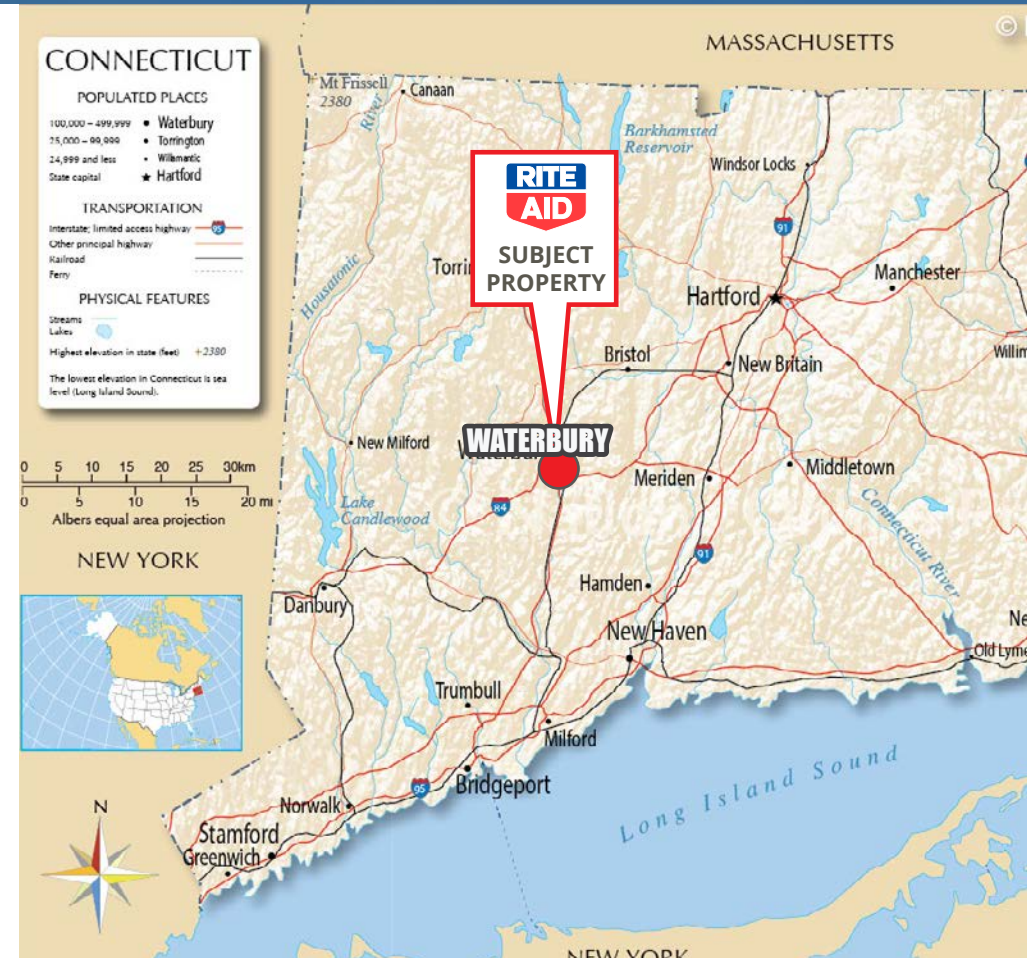 CONNECTICUT
POPULATED PLACES
100,000 – 499,999 • Waterbury
25,000 – 99,999 • Torrington
24,999 and less • Willimantic
State capital ★ Hartford
TRANSPORTATION
Interstate; limited access highway 95
Other principal highway
Railroad
Ferry
PHYSICAL FEATURES
Streams
Lakes
Highest elevation in state (feet) +2380
The lowest elevation in Connecticut is sea
level (Long Island Sound).
0 5 10 15 20 25 30km
0 5 10 15 20 mi
Albers equal area projection
NEW YORK
N
MASSACHUSETTS
©
Mt Frissell
2380
Canaan
River
Barkhamsted
Reservoir
Windsor Locks
RITE
AID
SUBJECT
PROPERTY
91
Housatonic
Torri
Manchester
Hartford
Bristol
New Britain
Willim
New Milford
WATERBURY
Meriden
Middletown
84
Lake
Candlewood
Connecticut River
91
Hamden
Danbury
New Haven
Ne
Old Lyme
Trumbull
Milford
95
Bridgeport
Long Island Sound
Norwalk
Stamford
Greenwich
NEW YORK